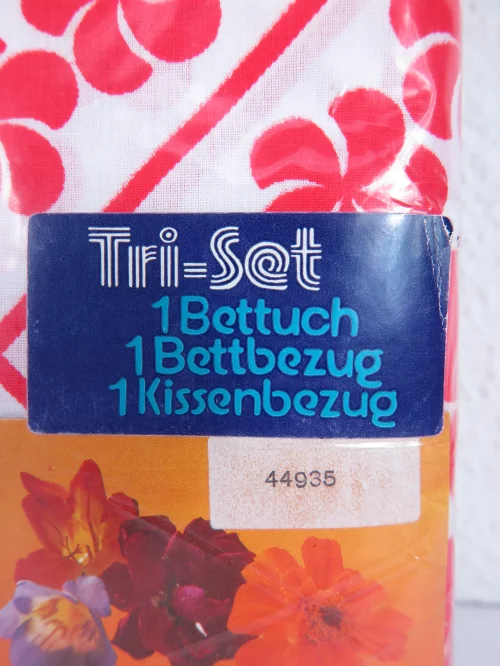 Tri-Set
1 Bettuch
1 Bettbezug
1 Kissenbezug
44935